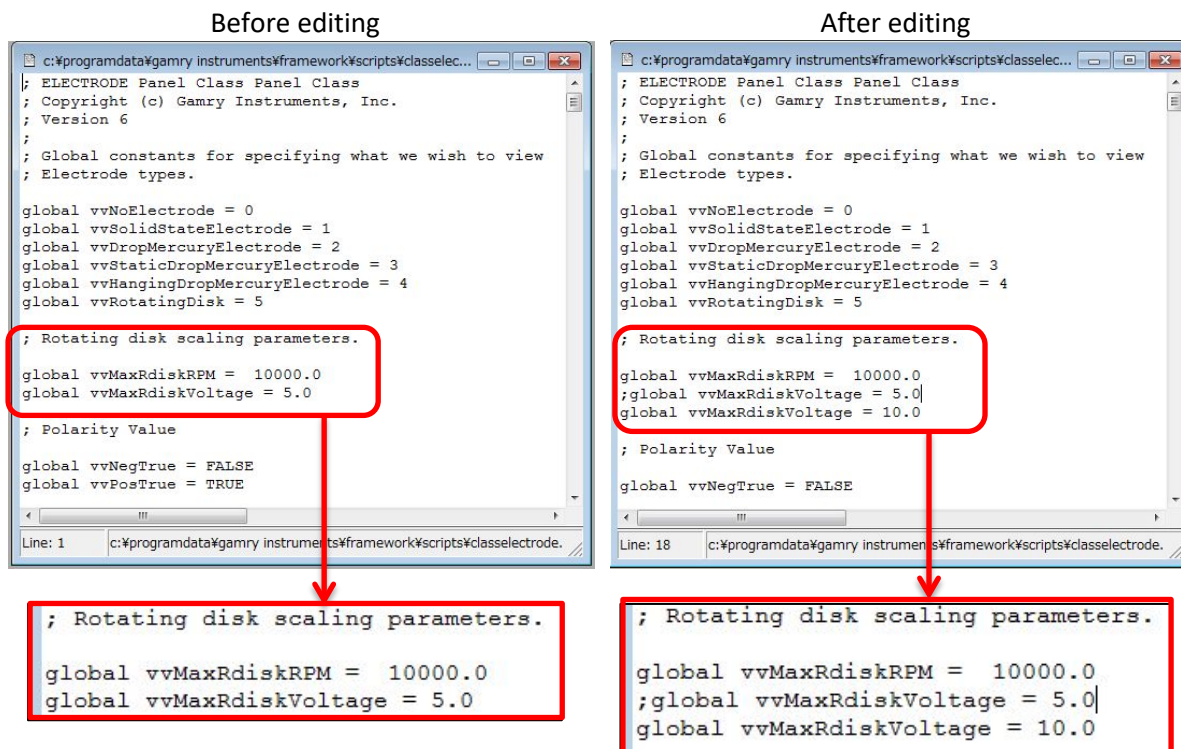 Before editing
c:¥programdata¥gamry instruments¥framework¥scripts¥classelec...
; ELECTRODE Panel Class Panel Class
; Copyright (c) Gamry Instruments, Inc.
; Version 6
;
; Global constants for specifying what we wish to view
; Electrode types.
global vvNoElectrode = 0
global vvSolidStateElectrode = 1
global vvDropMercuryElectrode = 2
global vvStaticDropMercuryElectrode = 3
global vvHangingDropMercuryElectrode = 4
global vvRotatingDisk = 5
; Rotating disk scaling parameters.
global vvMaxRdiskRPM =  10000.0
global vvMaxRdiskVoltage = 5.0
; Polarity Value
global vvNegTrue = FALSE
global vvPosTrue = TRUE
Line: 1 c:¥programdata¥gamry instruments¥framework¥scripts¥classelectrode.
; Rotating disk scaling parameters.
global vvMaxRdiskRPM =  10000.0
global vvMaxRdiskVoltage = 5.0
After editing
c:¥programdata¥gamry instruments¥framework¥scripts¥classelec...
; ELECTRODE Panel Class Panel Class
; Copyright (c) Gamry Instruments, Inc.
; Version 6
;
; Global constants for specifying what we wish to view
; Electrode types.
global vvNoElectrode = 0
global vvSolidStateElectrode = 1
global vvDropMercuryElectrode = 2
global vvStaticDropMercuryElectrode = 3
global vvHangingDropMercuryElectrode = 4
global vvRotatingDisk = 5
; Rotating disk scaling parameters.
global vvMaxRdiskRPM =  10000.0
;global vvMaxRdiskVoltage = 5.0
global vvMaxRdiskVoltage = 10.0
; Polarity Value
global vvNegTrue = FALSE
Line: 18 c:¥programdata¥gamry instruments¥framework¥scripts¥classelectrode.
; Rotating disk scaling parameters.
global vvMaxRdiskRPM =  10000.0
;global vvMaxRdiskVoltage = 5.0
global vvMaxRdiskVoltage = 10.0